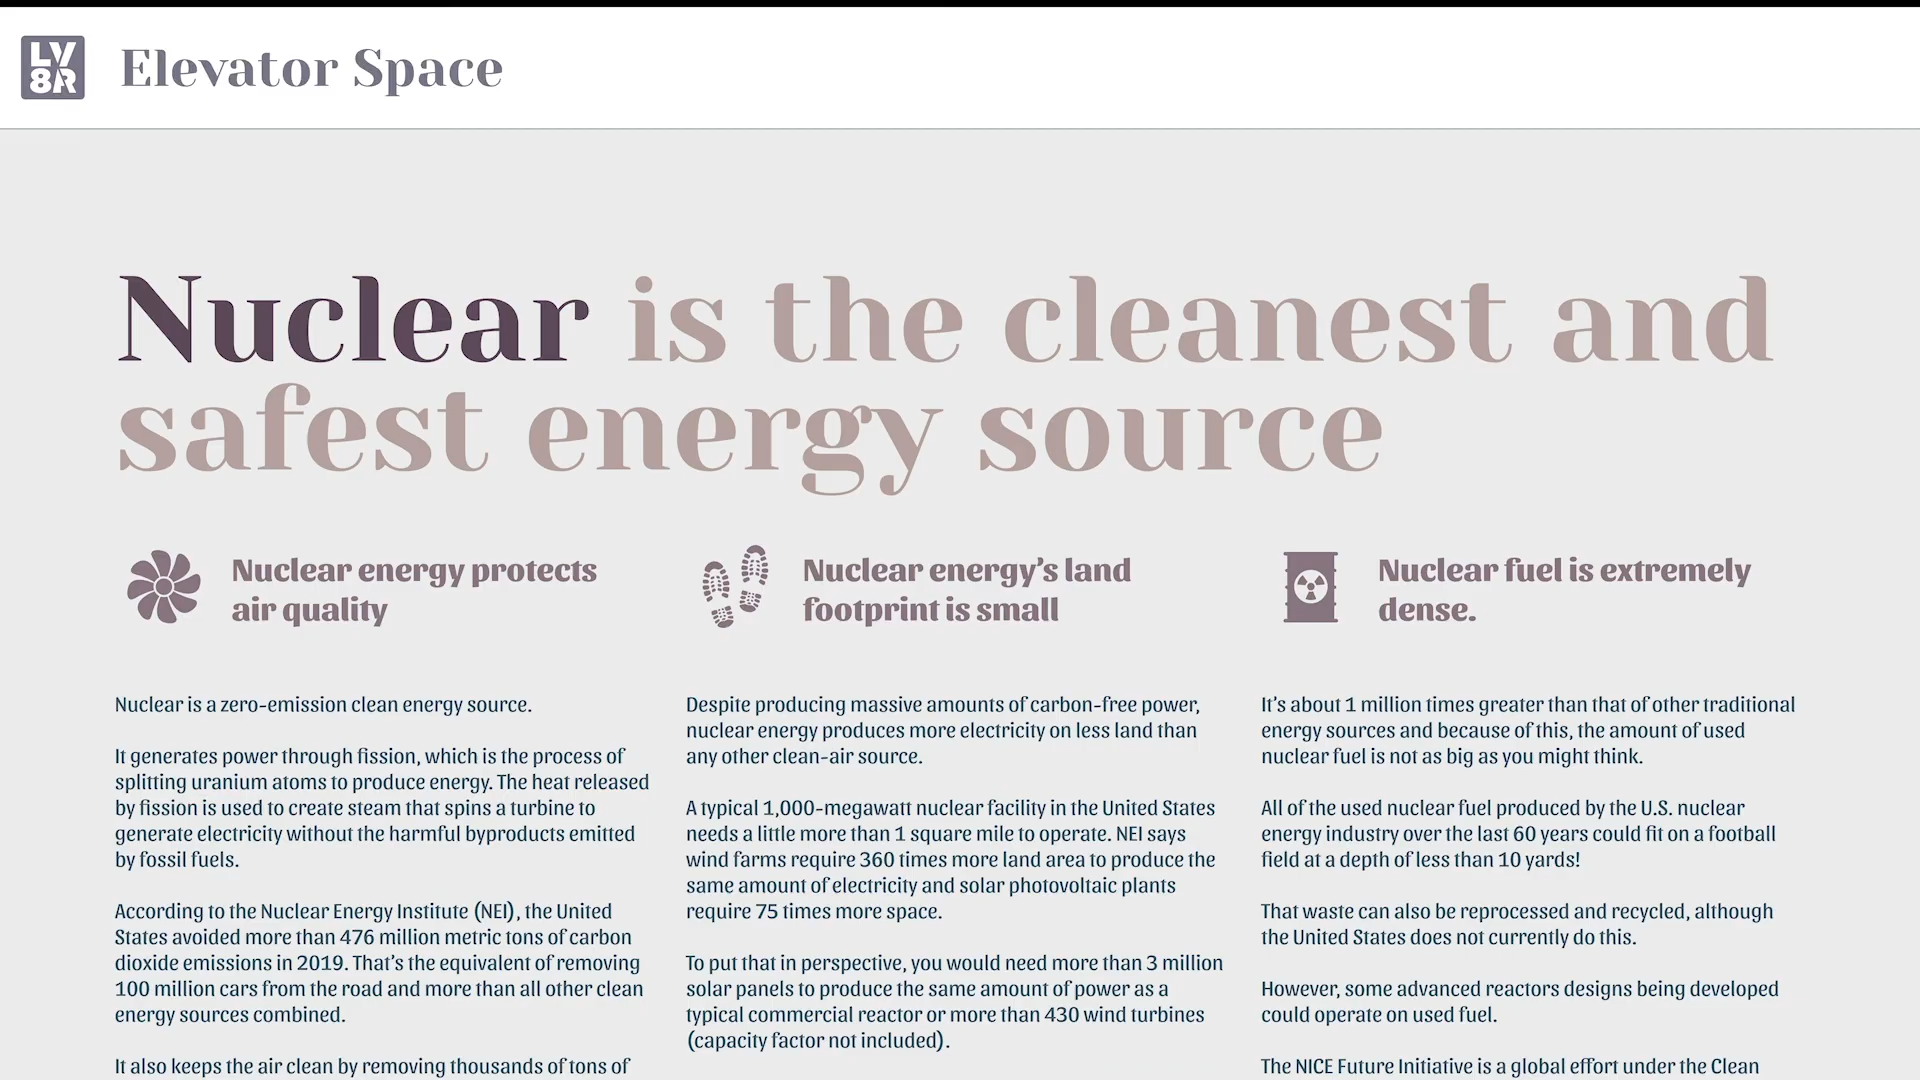 LV
8R
Elevator Space
Nuclear is the cleanest and
safest energy source
Nuclear energy protects
air quality
Nuclear is a zero-emission clean energy source.
It generates power through fission, which is the process of
splitting uranium atoms to produce energy. The heat released
by fission is used to create steam that spins a turbine to
generate electricity without the harmful byproducts emitted
by fossil fuels.
According to the Nuclear Energy Institute (NEI), the United
States avoided more than 476 million metric tons of carbon
dioxide emissions in 2019. That's the equivalent of removing
100 million cars from the road and more than all other clean
energy sources combined.
It also keeps the air clean by removing thousands of tons of
Nuclear energy's land
footprint is small
Despite producing massive amounts of carbon-free power,
nuclear energy produces more electricity on less land than
any other clean-air source.
A typical 1,000-megawatt nuclear facility in the United States
needs a little more than 1 square mile to operate. NEI says
wind farms require 360 times more land area to produce the
same amount of electricity and solar photovoltaic plants
require 75 times more space.
To put that in perspective, you would need more than 3 million
solar panels to produce the same amount of power as a
typical commercial reactor or more than 430 wind turbines
(capacity factor not included).
Nuclear fuel is extremely
dense.
It's about 1 million times greater than that of other traditional
energy sources and because of this, the amount of used
nuclear fuel is not as big as you might think.
All of the used nuclear fuel produced by the U.S. nuclear
energy industry over the last 60 years could fit on a football
field at a depth of less than 10 yards!
That waste can also be reprocessed and recycled, although
the United States does not currently do this.
However, some advanced reactors designs being developed
could operate on used fuel.
The NICE Future Initiative is a global effort under the Clean